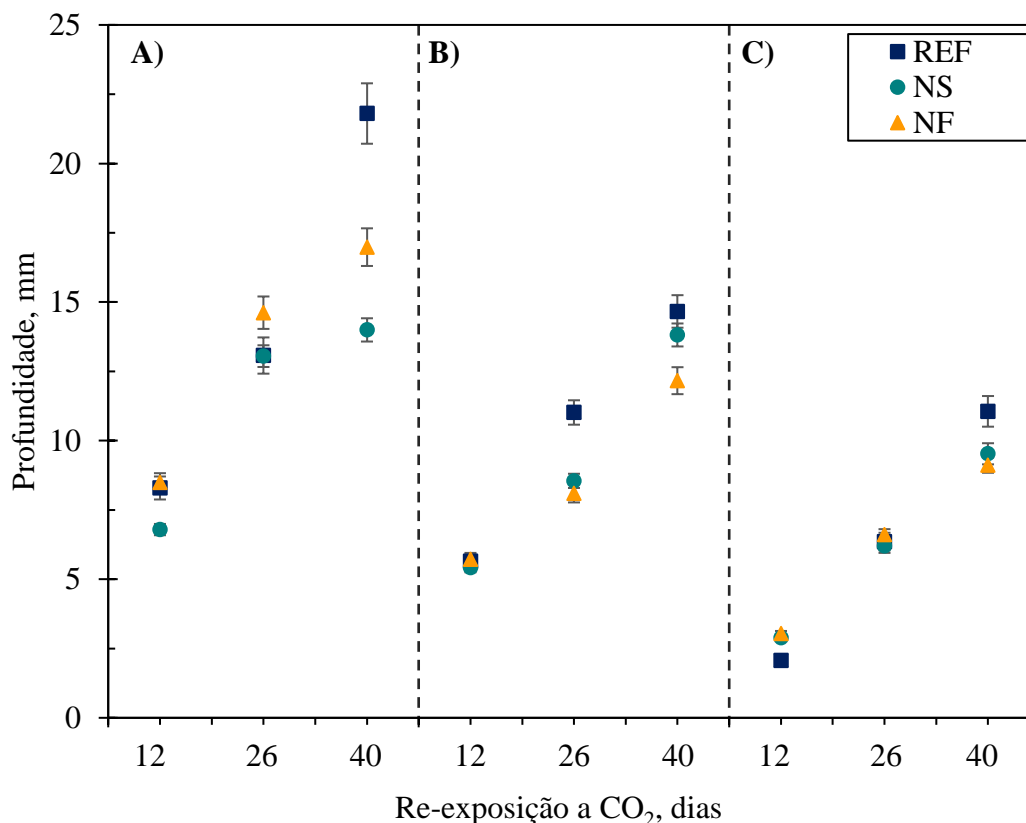 A)
B)
C)
REF
NS
NF
25
20
15
10
5
0
Profundidade, mm
12 26 40 12 26 40 12 26 40
Re-exposição a CO₂, dias